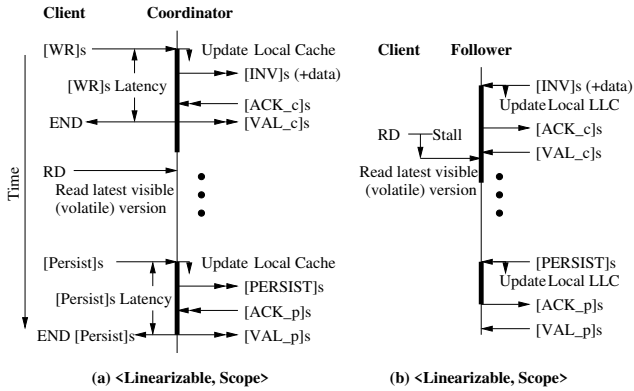 Client Coordinator
[WR]s Update Local Cache
[INV]s (+data)
[WR]s Latency
[ACK_c]s
END [VAL_c]s
RD
Read latest visible
(volatile) version
Time
[Persist]s Update Local Cache
[PERSIST]s
[Persist]s Latency
[ACK_p]s
END [Persist]s [VAL_p]s
(a) <Linearizable, Scope>
Client Follower
[INV]s (+data)
Update Local LLC
RD Stall [ACK_c]s
[VAL_c]s
Read latest visible
(volatile) version
[PERSIST]s
Update Local LLC
[ACK_p]s
[VAL_p]s
(b) <Linearizable, Scope>